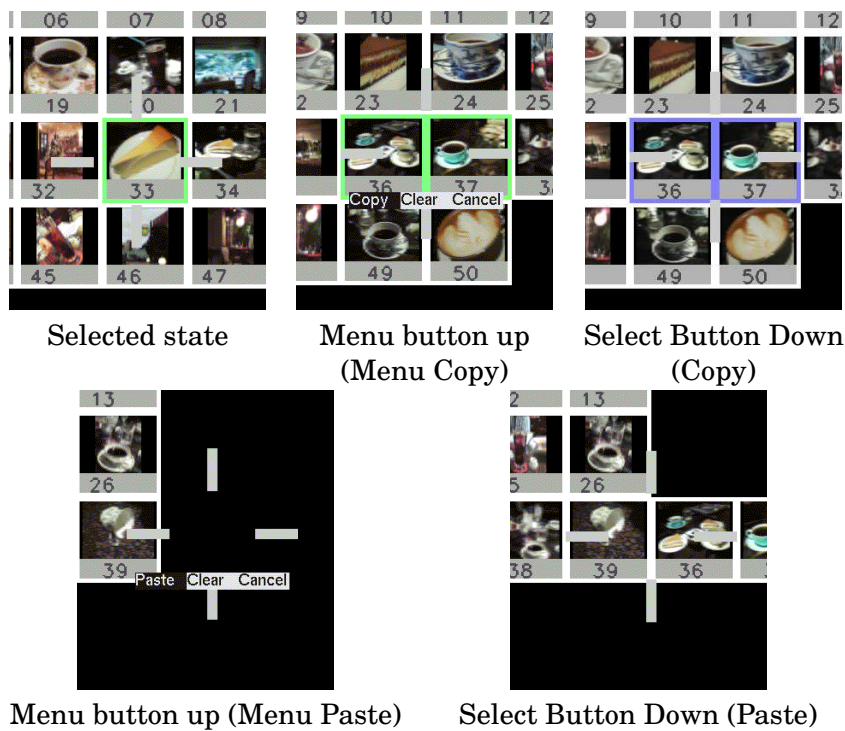 06 07 08
19 20 21
32 33 34
45 46 47
Selected state
9 10 11 12
2 23 24 25
36 37 3
Copy Clear Cancel
49 50
Menu button up
(Menu Copy)
9 10 11 12
2 23 24 25
36 37 3
49 50
Select Button Down
(Copy)
13
26
39
Paste Clear Cancel
Menu button up (Menu Paste)
2 13
5 26
38 39 36
Select Button Down (Paste)